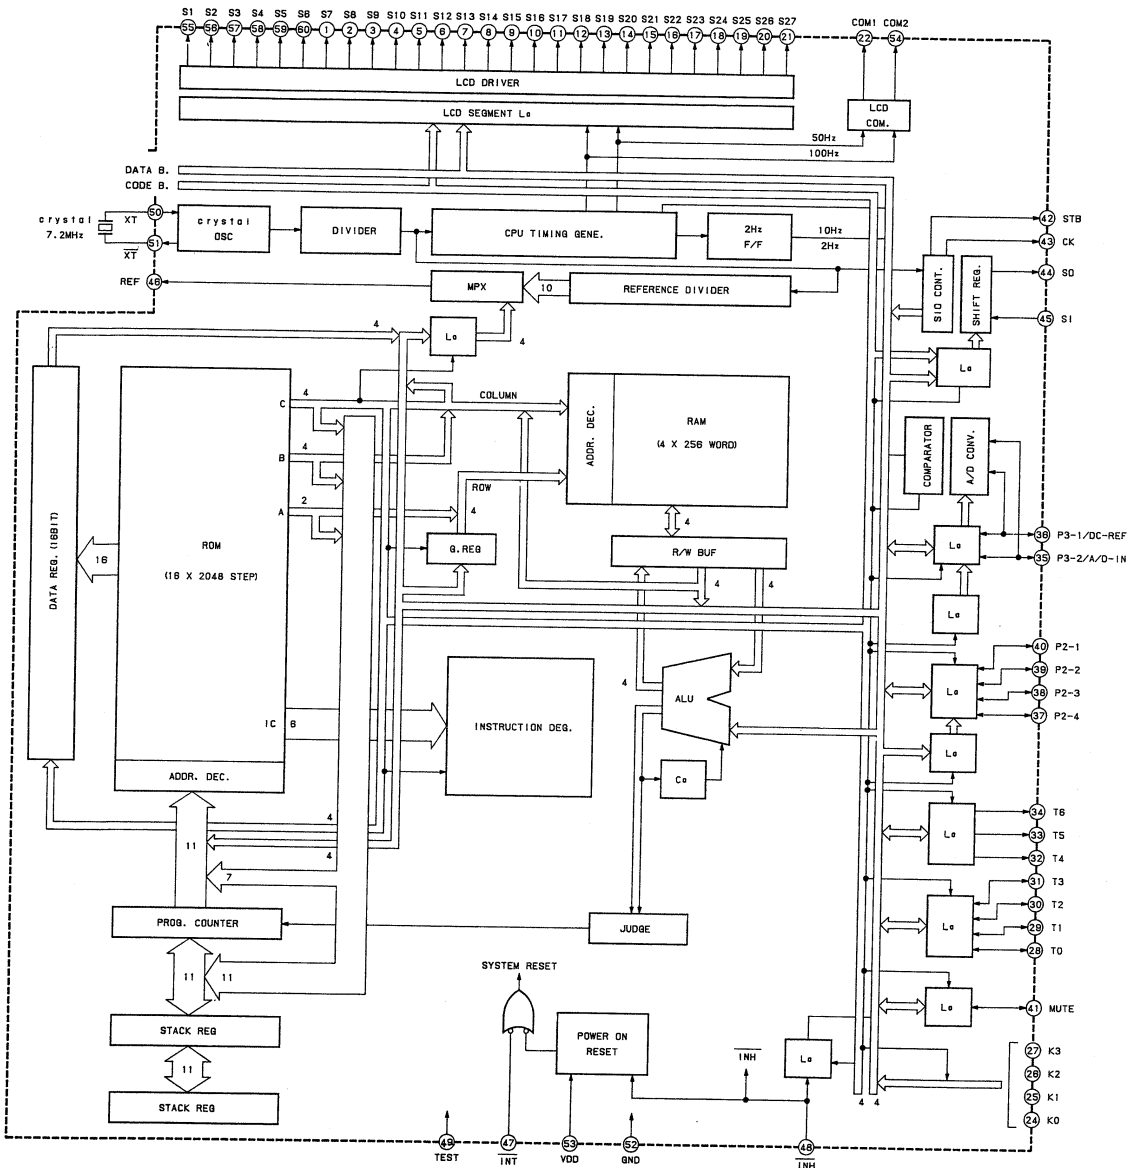 S1 S2 S3 S4 S5 S6 S7 S8 S9 S10 S11 S12 S13 S14 S15 S16 S17 S18 S19 S20 S21 S22 S23 S24 S25 S26 S27 COM1 COM2
55 56 57 58 59 60 1 2 3 4 5 6 7 8 9 10 11 12 13 14 15 16 17 18 19 20 21 22 54
LCD DRIVER
LCD SEGMENT La
LCD
COM.
50Hz
100Hz
DATA B.
CODE B.
crystal
7.2MHz
XT
50
XT
51
crystal
OSC
DIVIDER
CPU TIMING GENE.
2Hz
F/F
10Hz
2Hz
REF
46
MPX
10
REFERENCE DIVIDER
SIO CONT.
SHIFT REG.
42 STB
43 CK
44 SO
45 SI
4
La
4
La
DATA REG. (16BIT)
16
ROM
(16 X 2048 STEP)
C
4
B
4
A
2
IC
6
ADDR. DEC.
COLUMN
ROW
4
G.REG
ADDR. DEC.
RAM
(4 X 256 WORD)
4
R/W BUF
4
4
COMPARATOR
A/D CONV.
La
36 P3-1/DC-REF
35 P3-2/A/D-IN
La
INSTRUCTION DEG.
4
ALU
Ca
La
40 P2-1
39 P2-2
38 P2-3
37 P2-4
La
4
4
11
7
La
34 T6
33 T5
32 T4
PROG. COUNTER
JUDGE
La
31 T3
30 T2
29 T1
28 T0
11
11
STACK REG
11
STACK REG
SYSTEM RESET
POWER ON
RESET
INH
La
La
41 MUTE
27 K3
26 K2
25 K1
24 K0
4 4
49
TEST
47
INT
53
VDD
52
GND
48
INH